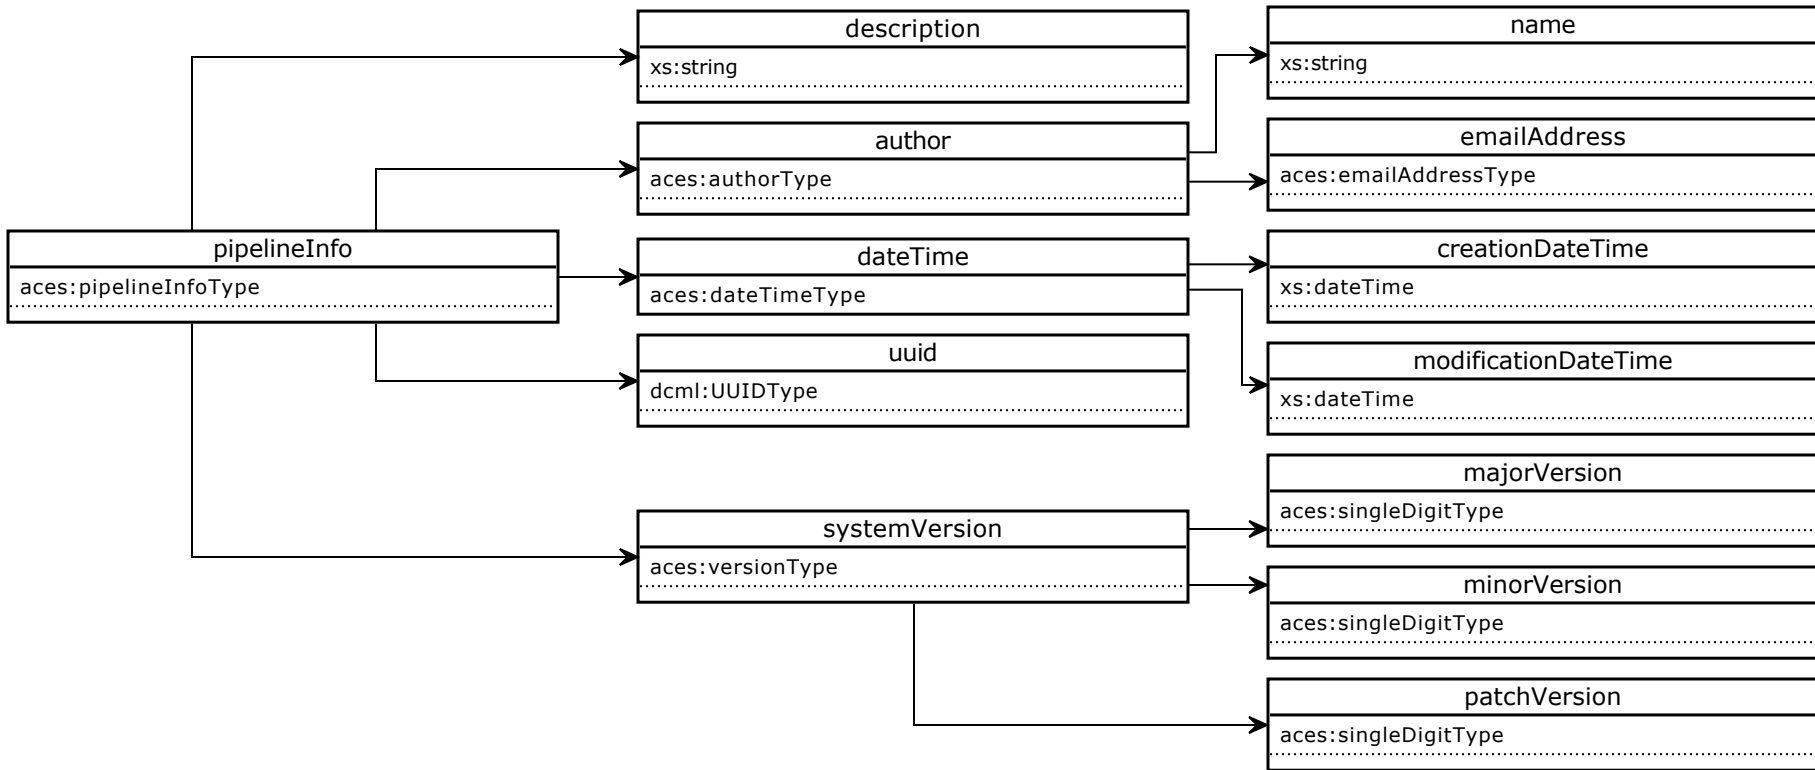 description
xs:string
name
xs:string
author
aces:authorType
emailAddress
aces:emailAddressType
pipelineInfo
aces:pipelineInfoType
dateTime
aces:dateTimeType
creationDateTime
xs:dateTime
uuid
dcml:UUIDType
modificationDateTime
xs:dateTime
systemVersion
aces:versionType
majorVersion
aces:singleDigitType
minorVersion
aces:singleDigitType
patchVersion
aces:singleDigitType